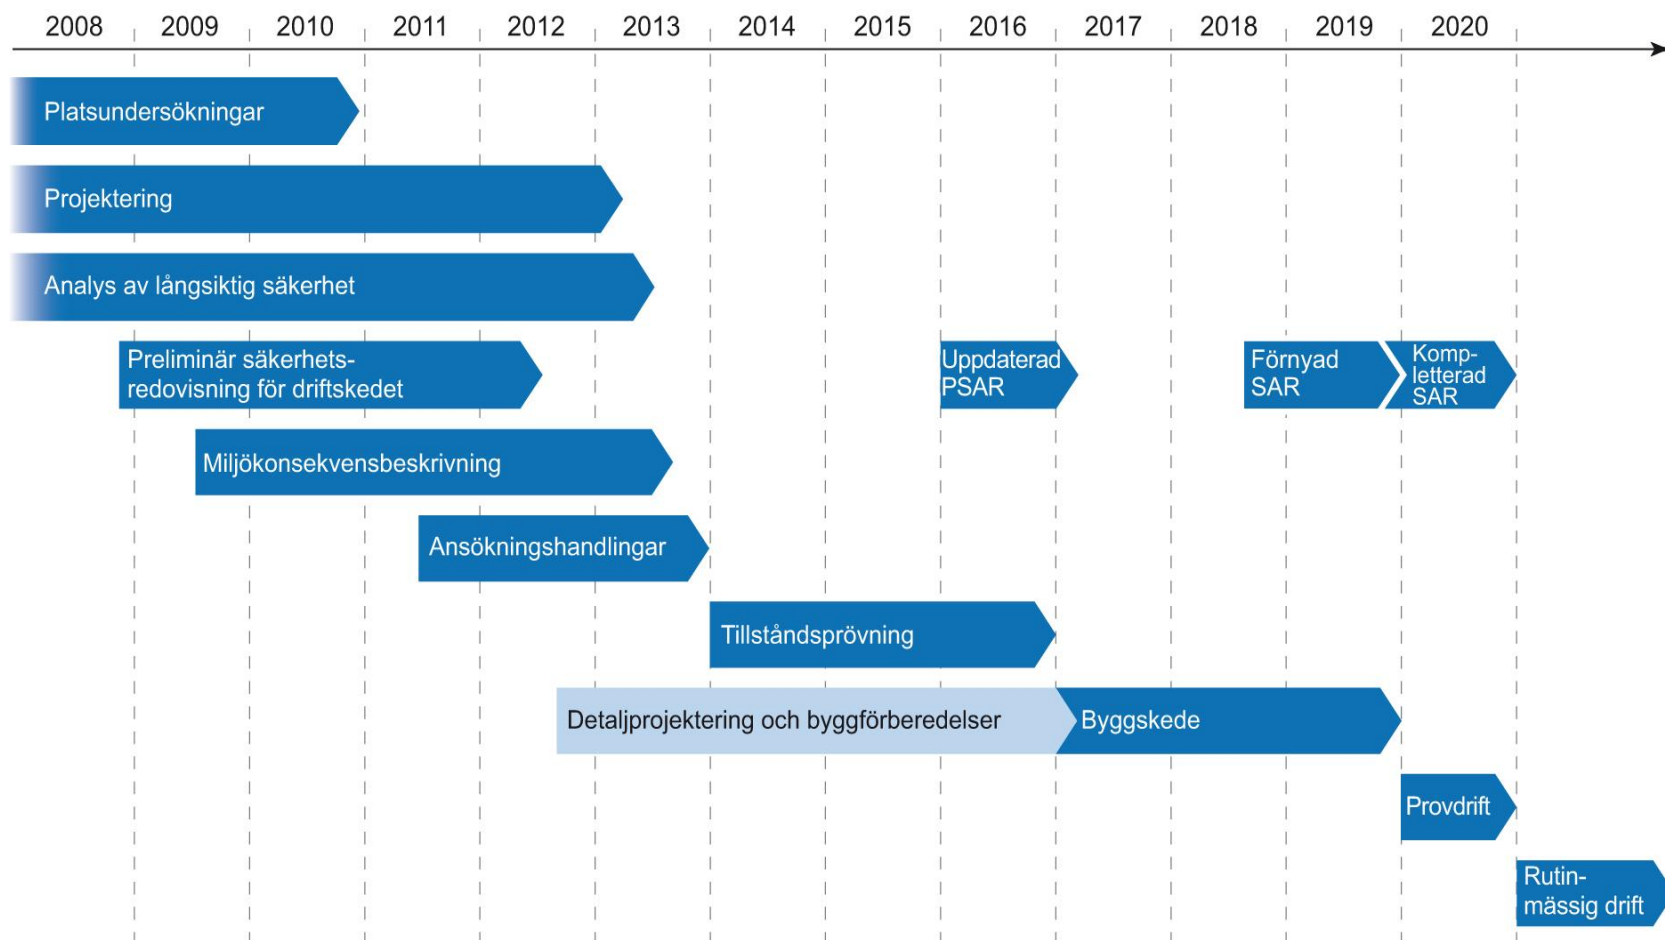 2008 2009 2010 2011 2012 2013 2014 2015 2016 2017 2018 2019 2020
Platsundersökningar
Projektering
Analys av långsiktig säkerhet
Preliminär säkerhets-
redovisning för driftskedet
Uppdaterad
PSAR
Förnyad
SAR
Komp-
letterad
SAR
Miljökonsekvensbeskrivning
Ansökningshandlingar
Tillståndsprövning
Detaljprojektering och byggförberedelser
Byggskede
Provdrift
Rutin-
mässig drift